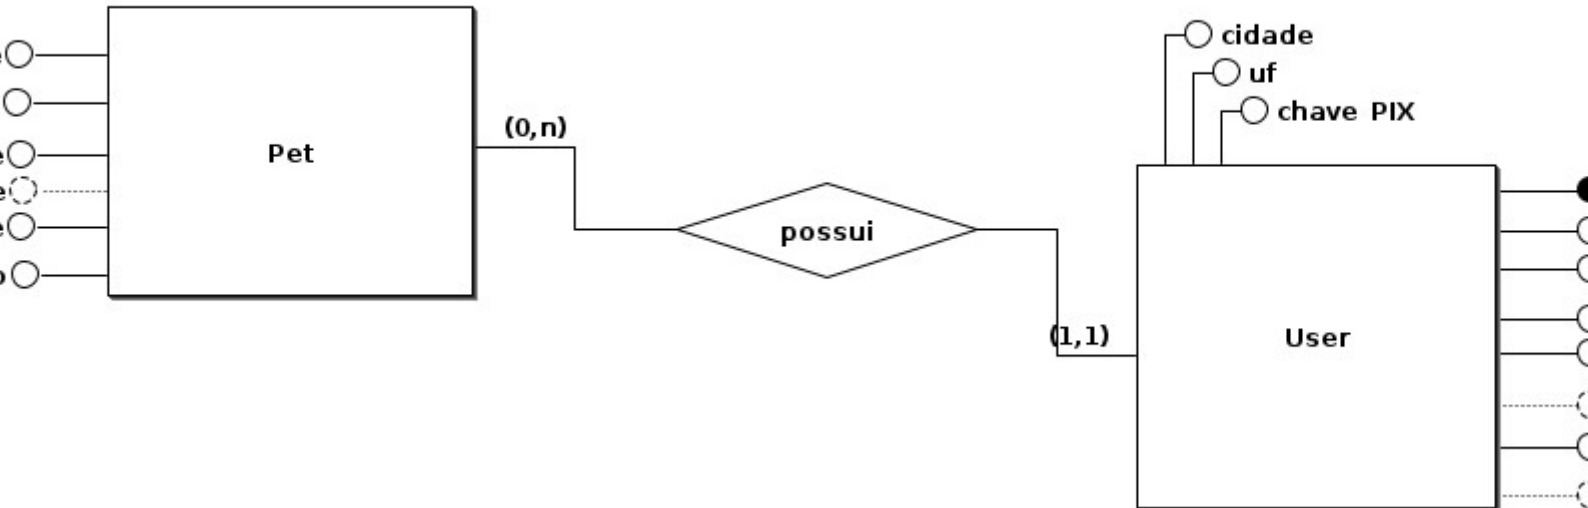 cidade
uf
chave PIX
(0,n)
Pet
possui
(1,1)
User